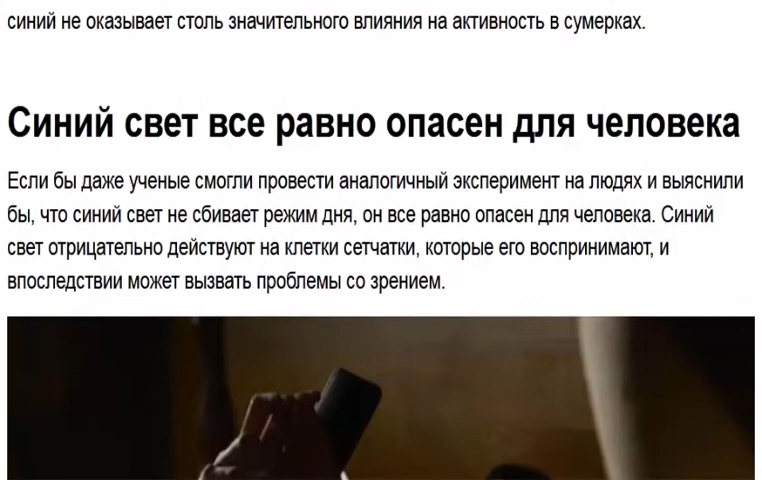 синий не оказывает столь значительного влияния на активность в сумерках.
Синий свет все равно опасен для человека
Если бы даже ученые смогли провести аналогичный эксперимент на людях и выяснили
бы, что синий свет не сбивает режим дня, он все равно опасен для человека. Синий
свет отрицательно действуют на клетки сетчатки, которые его воспринимают, и
впоследствии может вызвать проблемы со зрением.